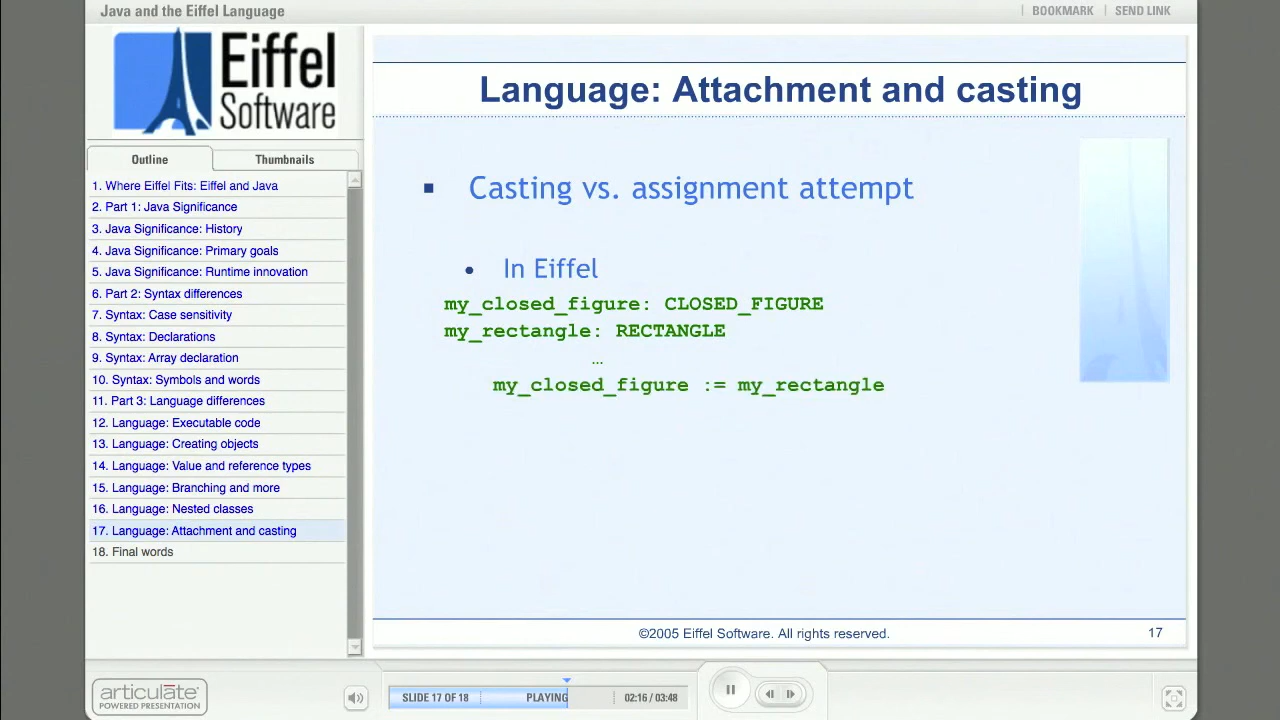 Java and the Eiffel Language
BOOKMARK
SEND LINK
Eiffel
Software
Outline
Thumbnails
1. Where Eiffel Fits: Eiffel and Java
2. Part 1: Java Significance
3. Java Significance: History
4. Java Significance: Primary goals
5. Java Significance: Runtime innovation
6. Part 2: Syntax differences
7. Syntax: Case sensitivity
8. Syntax: Declarations
9. Syntax: Array declaration
10. Syntax: Symbols and words
11. Part 3: Language differences
12. Language: Executable code
13. Language: Creating objects
14. Language: Value and reference types
15. Language: Branching and more
16. Language: Nested classes
17. Language: Attachment and casting
18. Final words
Language: Attachment and casting
Casting vs. assignment attempt
In Eiffel
my_closed_figure: CLOSED_FIGURE
my_rectangle: RECTANGLE
…
my_closed_figure := my_rectangle
©2005 Eiffel Software. All rights reserved.
17
articulate
POWERED PRESENTATION
SLIDE 17 OF 18
PLAYING
02:16 / 03:48